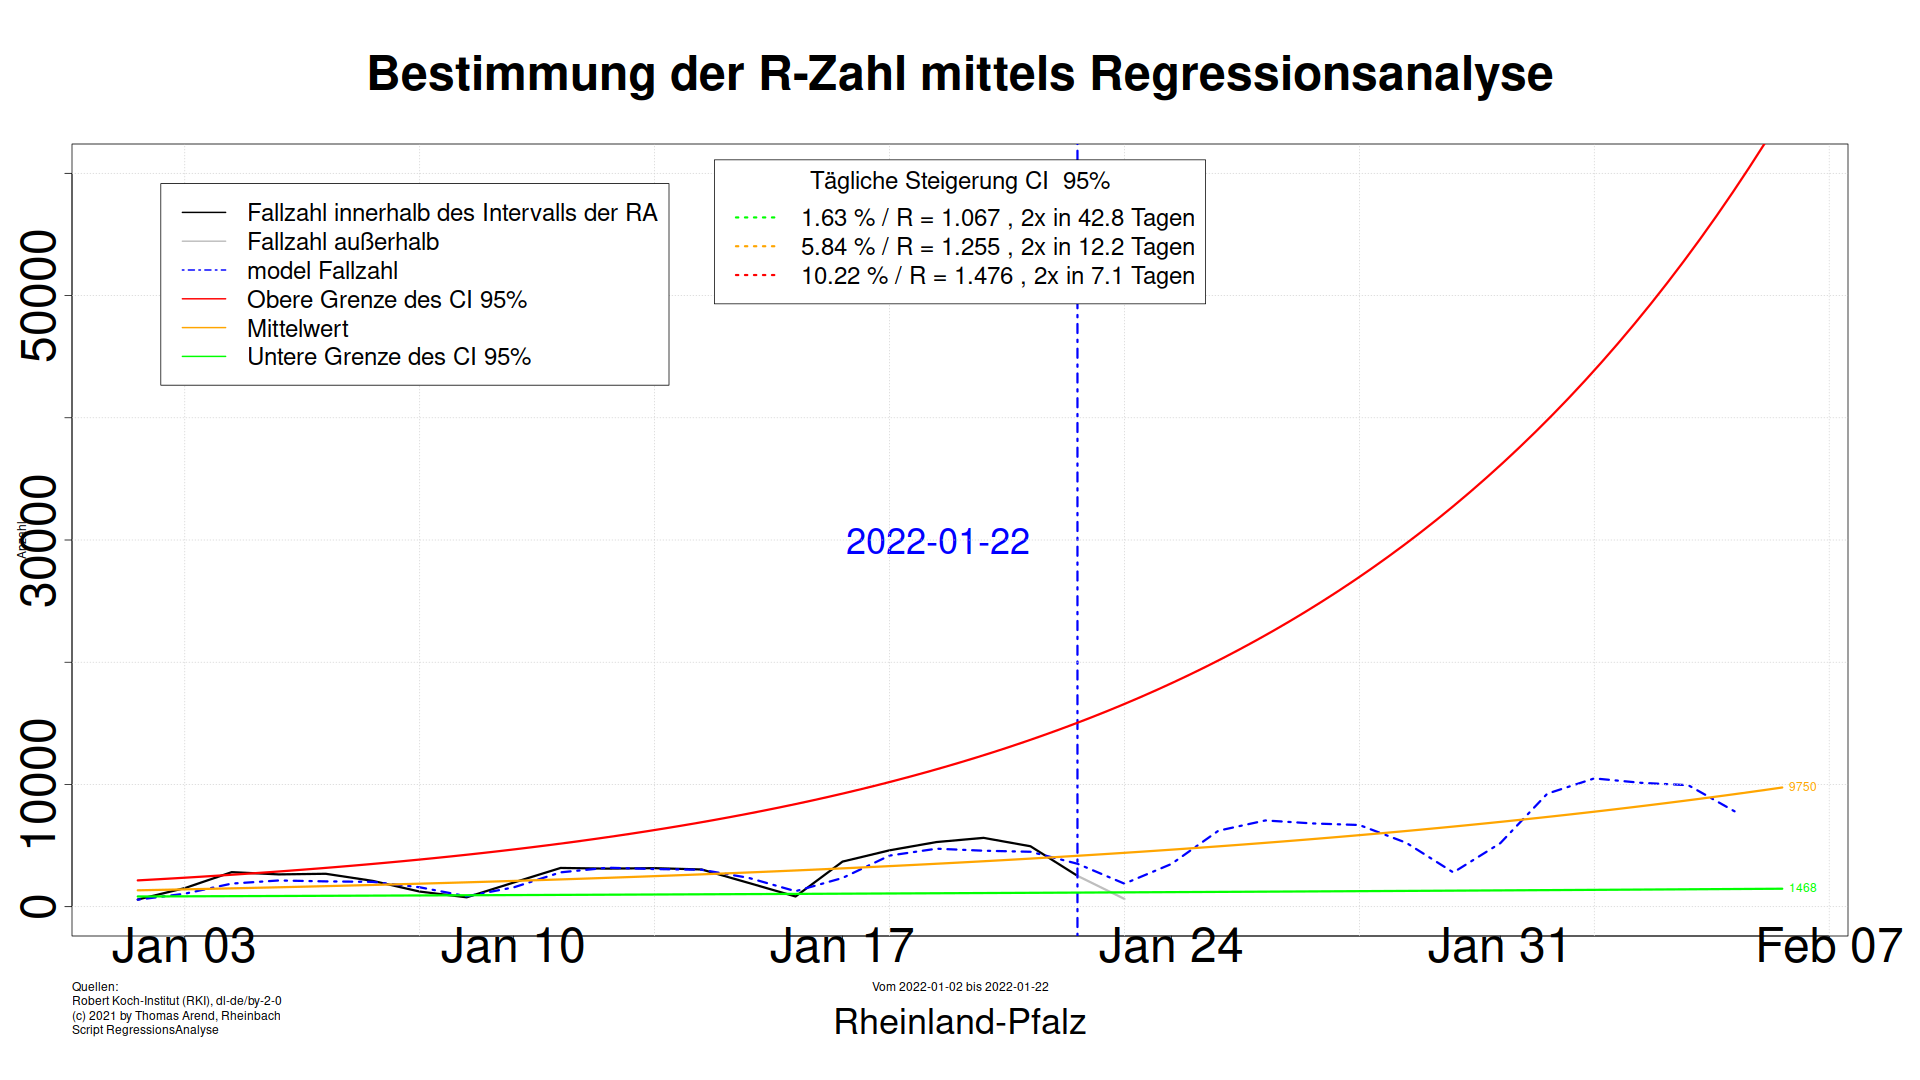 Bestimmung der R-Zahl mittels Regressionsanalyse
Fallzahl innerhalb des Intervalls der RA
Fallzahl außerhalb
model Fallzahl
Obere Grenze des CI 95%
Mittelwert
Untere Grenze des CI 95%
Tägliche Steigerung CI 95%
1.63 % / R = 1.067 , 2x in 42.8 Tagen
5.84 % / R = 1.255 , 2x in 12.2 Tagen
10.22 % / R = 1.476 , 2x in 7.1 Tagen
50000
30000
10000
0
Anzahl
2022-01-22
9750
1468
Jan 03
Jan 10
Jan 17
Jan 24
Jan 31
Feb 07
Quellen:
Robert Koch-Institut (RKI), dl-de/by-2-0
(c) 2021 by Thomas Arend, Rheinbach
Script RegressionsAnalyse
Vom 2022-01-02 bis 2022-01-22
Rheinland-Pfalz